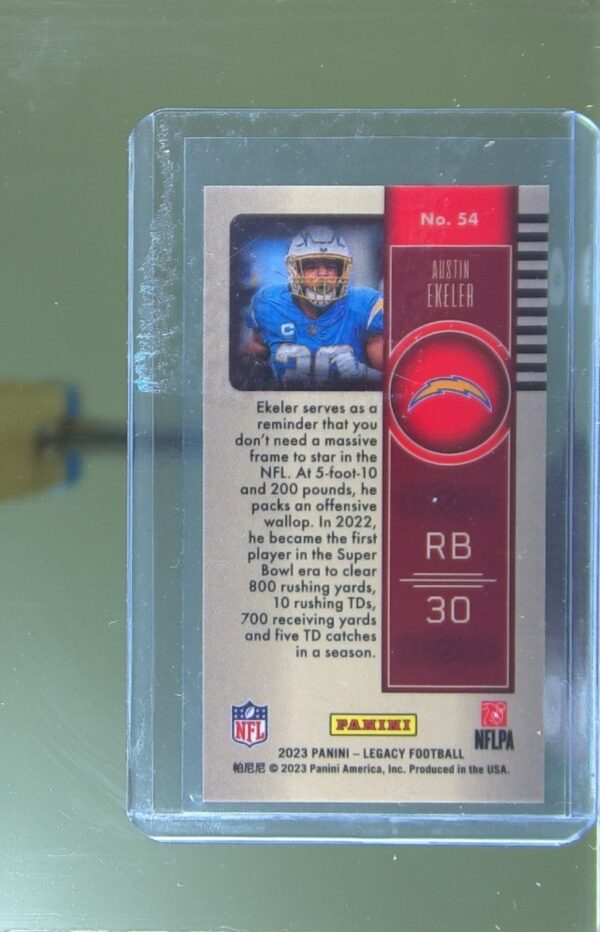 No. 54
AUSTIN
EKELER
Ekeler serves as a
reminder that you
don't need a massive
frame to star in the
NFL. At 5-foot-10
and 200 pounds, he
packs an offensive
wallop. In 2022,
he became the first
player in the Super
Bowl era to clear
800 rushing yards,
10 rushing TDs,
700 receiving yards
and five TD catches
in a season.
RB
30
NFL
PANINI
NFLPA
2023 PANINI – LEGACY FOOTBALL
帕尼尼 © 2023 Panini America, Inc. Produced in the USA.